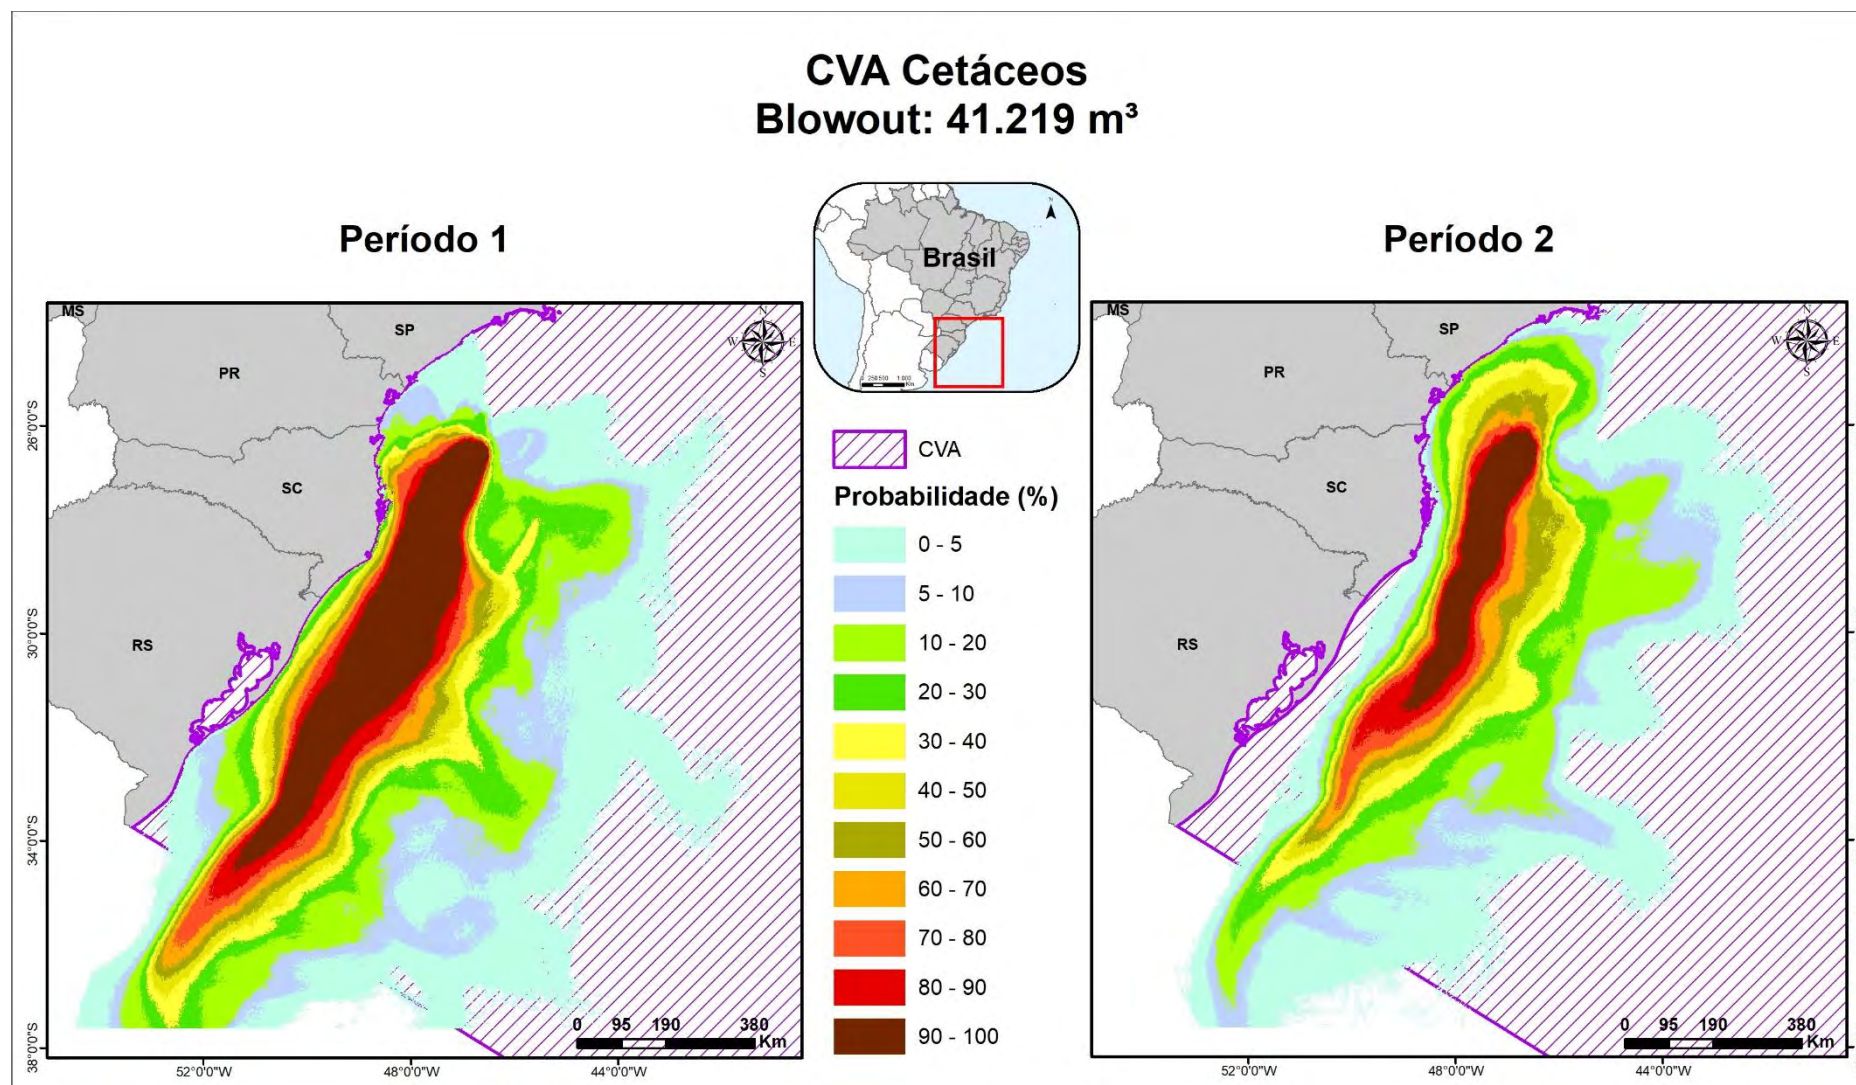 CVA Cetáceos
Blowout: 41.219 m³
Período 1
Período 2
N
Brasil
Km
MS
SP
PR
SC
RS
N
W
E
S
26°0'0"S
30°0'0"S
34°0'0"S
38°0'0"S
52°0'0"W
48°0'0"W
44°0'0"W
0 95 190 380
Km
CVA
Probabilidade (%)
0 - 5
5 - 10
10 - 20
20 - 30
30 - 40
40 - 50
50 - 60
60 - 70
70 - 80
80 - 90
90 - 100
MS
SP
PR
SC
RS
N
W
E
S
52°0'0"W
48°0'0"W
44°0'0"W
0 95 190 380
Km